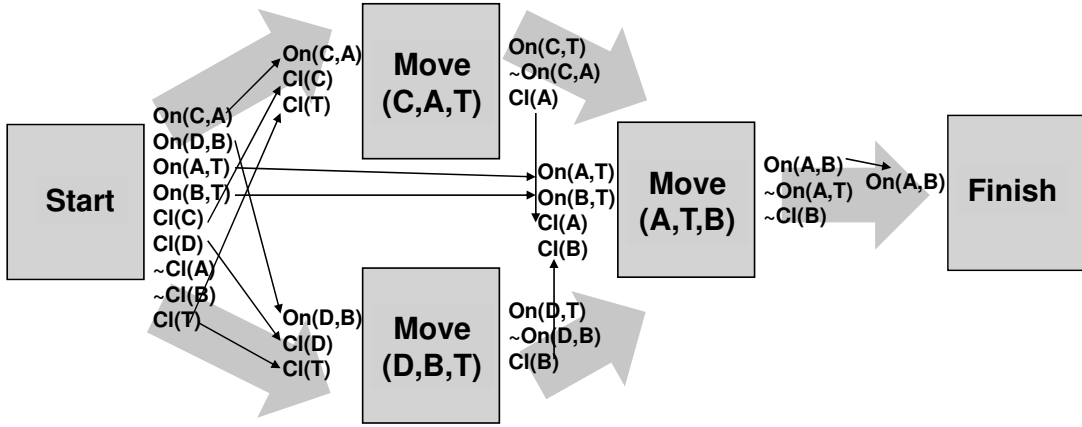 Start
On(C,A)
On(D,B)
On(A,T)
On(B,T)
Cl(C)
Cl(D)
~Cl(A)
~Cl(B)
Cl(T)
On(C,A)
Cl(C)
Cl(T)
Move
(C,A,T)
On(C,T)
~On(C,A)
Cl(A)
On(D,B)
Cl(D)
Cl(T)
Move
(D,B,T)
On(D,T)
~On(D,B)
Cl(B)
On(A,T)
On(B,T)
Cl(A)
Cl(B)
Move
(A,T,B)
On(A,B)
~On(A,T)
~Cl(B)
On(A,B)
Finish